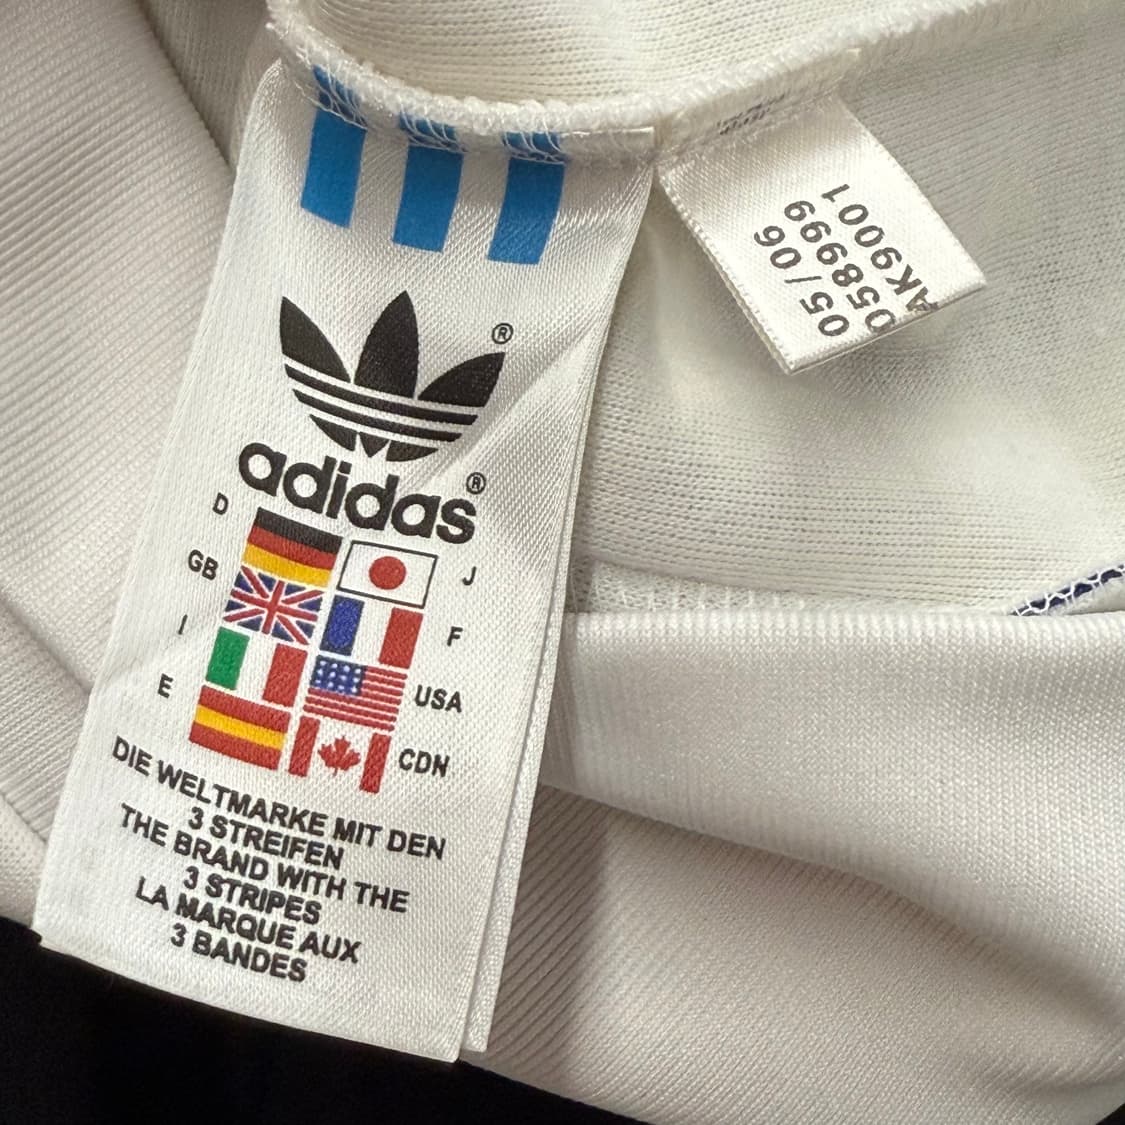 adidas
D
J
GB
F
I
USA
E
CDN
DIE WELTMARKE MIT DEN
3 STREIFEN
THE BRAND WITH THE
3 STRIPES
LA MARQUE AUX
3 BANDES
05/06
058999
AK9001